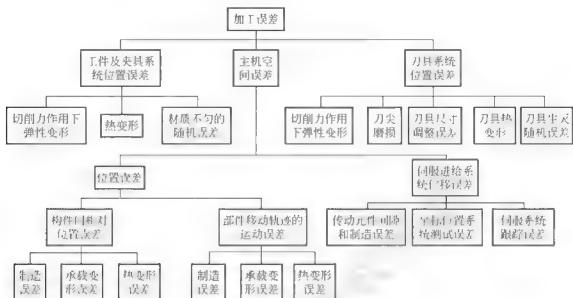 加工误差
工件及夹具系
统位置误差
主机空
间误差
刀具系统
位置误差
切削力作用下
弹性变形
热变形
材质不匀的
随机误差
切削力作用下
弹性变形
刀尖
磨损
刀具尺寸
调整误差
刀具热
变形
刀具
随机误差
位置误差
伺服进给系
统位移误差
构件间相对
位置误差
部件移动轨迹的
运动误差
传动元件间隙
和制造误差
系统测试误差
伺服系统
跟踪误差
制造
误差
承载变
形误差
热变形
误差
制造
误差
承载变
形误差
热变形
误差